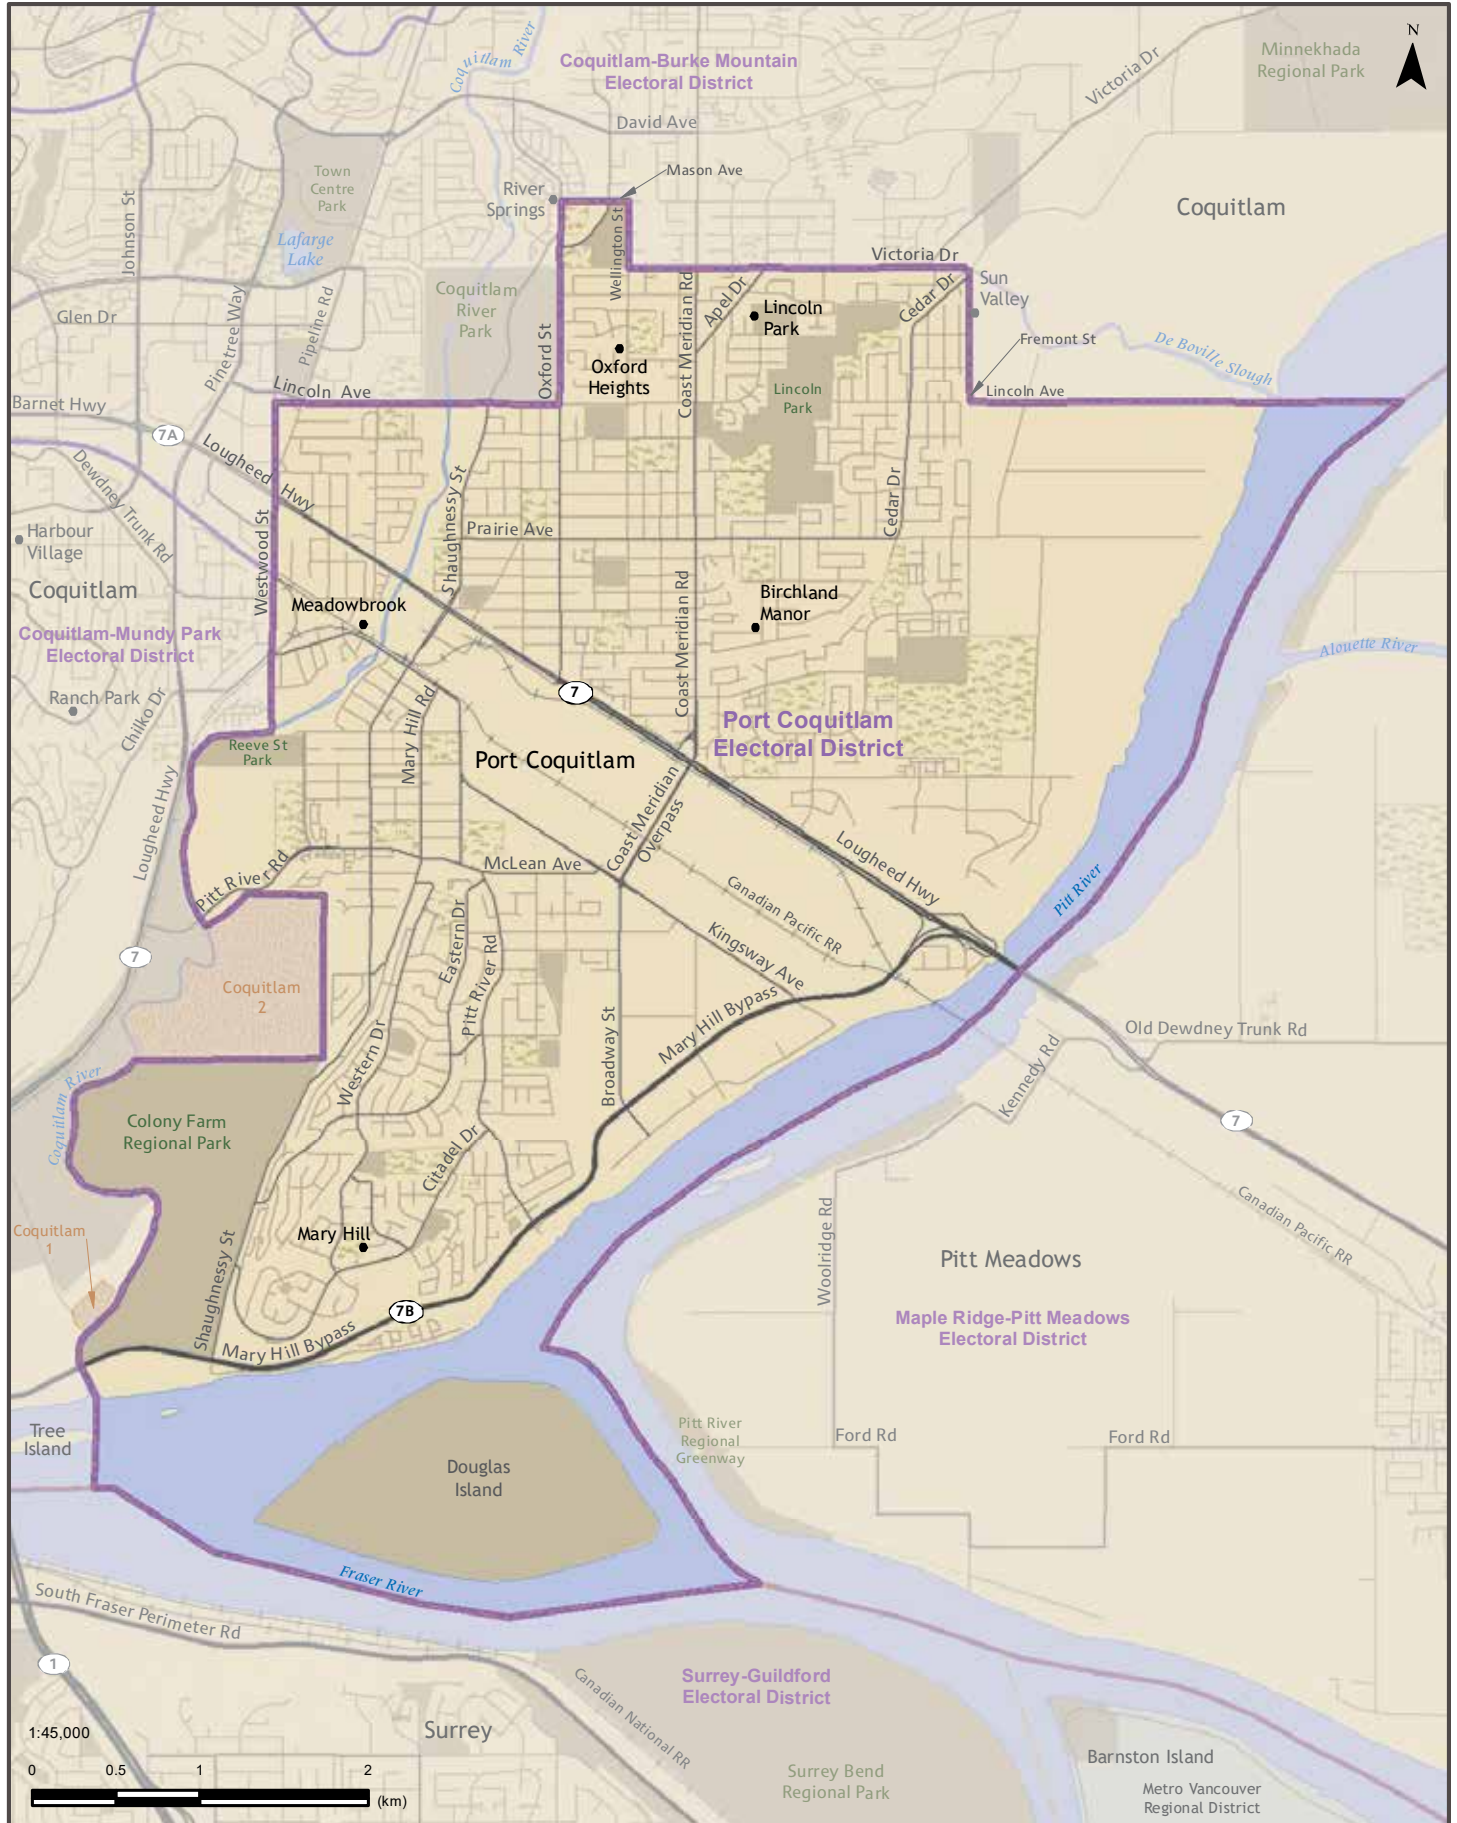 N
Minnekhada
Regional Park
Coquitlam River
Coquitlam-Burke Mountain
Electoral District
Victoria Dr
David Ave
Mason Ave
Town
Centre
Park
River
Springs
Coquitlam
Johnson St
Lafarge
Lake
Wellington St
Victoria Dr
Sun
Valley
Coquitlam
River
Park
Pinetree Way
Pipeline Rd
Glen Dr
Oxford St
Coast Meridian Rd
Apel Dr
Lincoln
Park
Cedar Dr
Fremont St
De Boville Slough
Oxford
Heights
Lincoln
Park
Lincoln Ave
Lincoln Ave
Barnet Hwy
7A
Lougheed Hwy
Dewdney Trunk Rd
Shaughnessy St
Cedar Dr
Prairie Ave
Harbour
Village
Westwood St
Coquitlam
Meadowbrook
Coast Meridian Rd
Birchland
Manor
Coquitlam-Mundy Park
Electoral District
Alouette River
Ranch Park
Chilko Dr
Mary Hill Rd
7
Port Coquitlam
Electoral District
Reeve St
Park
Port Coquitlam
Lougheed Hwy
Coast Meridian
Overpass
Lougheed Hwy
McLean Ave
Pitt River Rd
Canadian Pacific RR
Pitt River
Eastern Dr
Pitt River Rd
Kingsway Ave
7
Coquitlam
2
Mary Hill Bypass
Western Dr
Broadway St
Old Dewdney Trunk Rd
Kennedy Rd
Coquitlam River
Colony Farm
Regional Park
7
Citadel Dr
Coquitlam
1
Mary Hill
Shaughnessy St
Woolridge Rd
Canadian Pacific RR
Pitt Meadows
7B
Mary Hill Bypass
Maple Ridge-Pitt Meadows
Electoral District
Tree
Island
Pitt River
Regional
Greenway
Ford Rd
Ford Rd
Douglas
Island
Fraser River
South Fraser Perimeter Rd
1
Canadian National RR
Surrey-Guildford
Electoral District
Surrey
1:45,000
Surrey Bend
Regional Park
Barnston Island
Metro Vancouver
Regional District
0 0.5 1 2
(km)